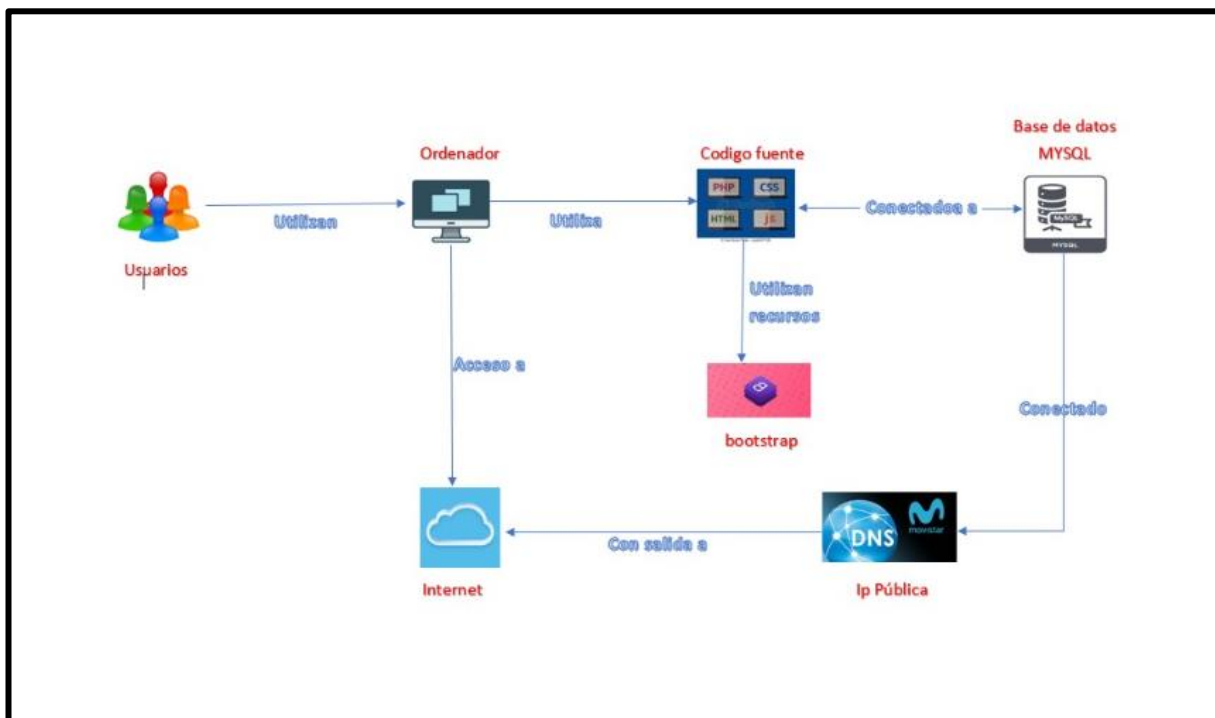 Base de datos
MYSQL
Ordenador
Codigo fuente
PHP
CSS
HTML
js
MySQL
MYSQL
Utilizan
Utiliza
Conectadoa a
Usuarios
Utilizan
recursos
Acceso a
bootstrap
Conectado
DNS
movistar
Con salida a
Internet
Ip Pública